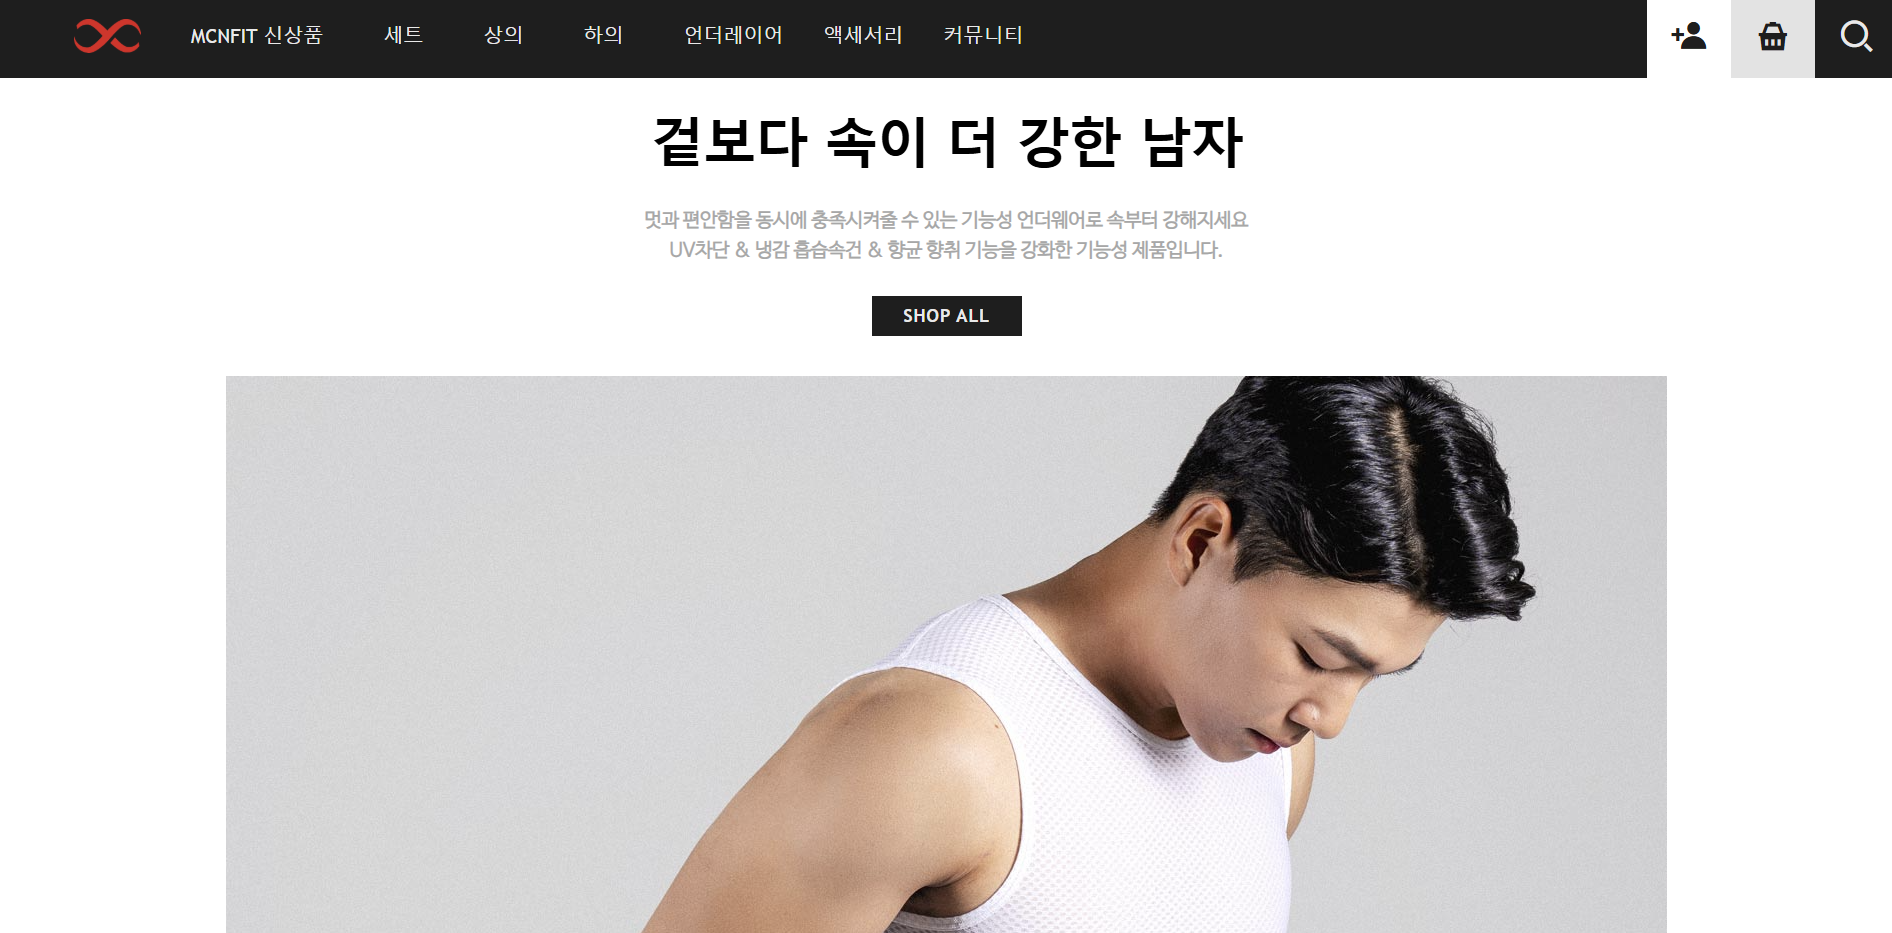 MCNFIT 신상품 세트 상의 하의 언더레이어 액세서리 커뮤니티
겉보다 속이 더 강한 남자
멋과 편안함을 동시에 충족시켜줄 수 있는 기능성 언더웨어로 속부터 강해지세요
UV차단 & 냉감 흡습속건 & 향균 향취 기능을 강화한 기능성 제품입니다.
SHOP ALL